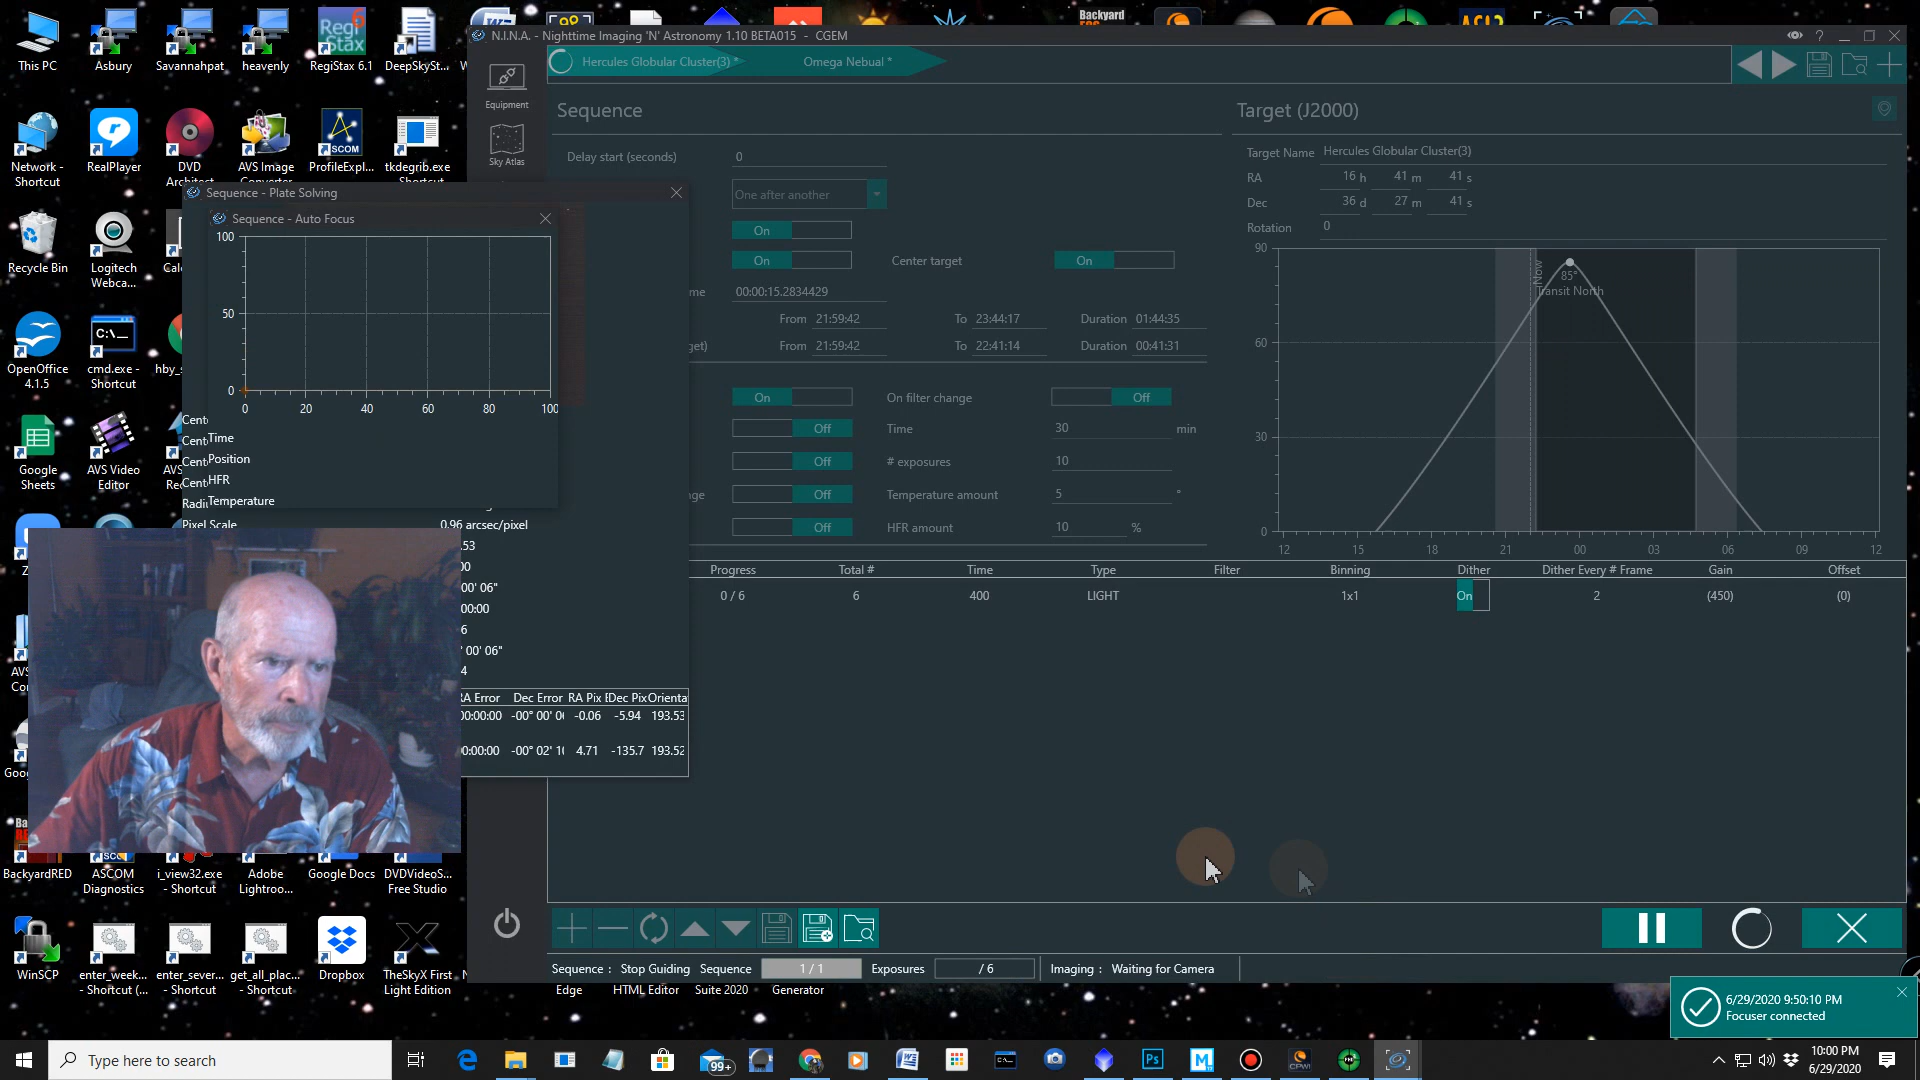 This PC
Asbury
Savannahpat
heavenly
RegiStax 6.1
DeepSkySt...
N.I.N.A. - Nighttime Imaging 'N' Astronomy 1.10 BETA015 - CGEM
Hercules Globular Cluster(3) *
Omega Nebual *
Equipment
Sky Atlas
Sequence
Target (J2000)
Delay start (seconds)
0
Target Name
Hercules Globular Cluster(3)
RA
16 h
41 m
41 s
One after another
Dec
36 d
27 m
41 s
Rotation
0
On
On
Center target
On
00:00:15.2834429
From 21:59:42
To 23:44:17
Duration 01:44:35
From 21:59:42
To 22:41:14
Duration 00:41:31
On
On filter change
Off
Off
Time
30
min
Off
# exposures
10
Off
Temperature amount
5
°
Off
HFR amount
10
%
90
60
30
0
Now
85°
Transit North
12
15
18
21
00
03
06
09
12
Progress
Total #
Time
Type
Filter
Binning
Dither
Dither Every # Frame
Gain
Offset
0 / 6
6
400
LIGHT
1x1
On
2
(450)
(0)
Network - Shortcut
RealPlayer
DVD
AVS Image
ProfileExpl...
tkdegrib.exe
Sequence - Plate Solving
Sequence - Auto Focus
100
50
0
0
20
40
60
80
100
Time
Position
HFR
Temperature
Pixel Scale
0.96 arcsec/pixel
Dec Error
-0.06
-5.94
4.71
-135.7
Recycle Bin
Logitech Webca...
OpenOffice 4.1.5
cmd.exe - Shortcut
Google Sheets
AVS Video Editor
BackyardRED
ASCOM Diagnostics
i_view32.exe - Shortcut
Adobe Lightroo...
Google Docs
DVDVideoS... Free Studio
WinSCP
enter_week... - Shortcut (...
enter_sever... - Shortcut
get_all_plac... - Shortcut
Dropbox
TheSkyX First Light Edition
Sequence : Stop Guiding
Sequence
1 / 1
Exposures
/ 6
Imaging : Waiting for Camera
Edge
HTML Editor
Suite 2020
Generator
6/29/2020 9:50:10 PM
Focuser connected
Type here to search
99+
10:00 PM
6/29/2020